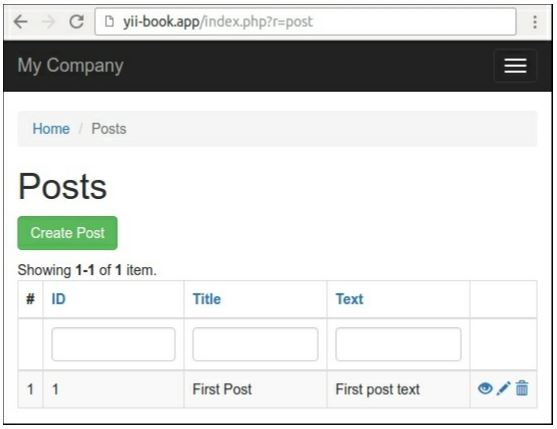 yii-book.app/index.php?r=post
My Company
Home / Posts
Posts
Create Post
Showing 1-1 of 1 item.
# ID Title Text
1 1 First Post First post text